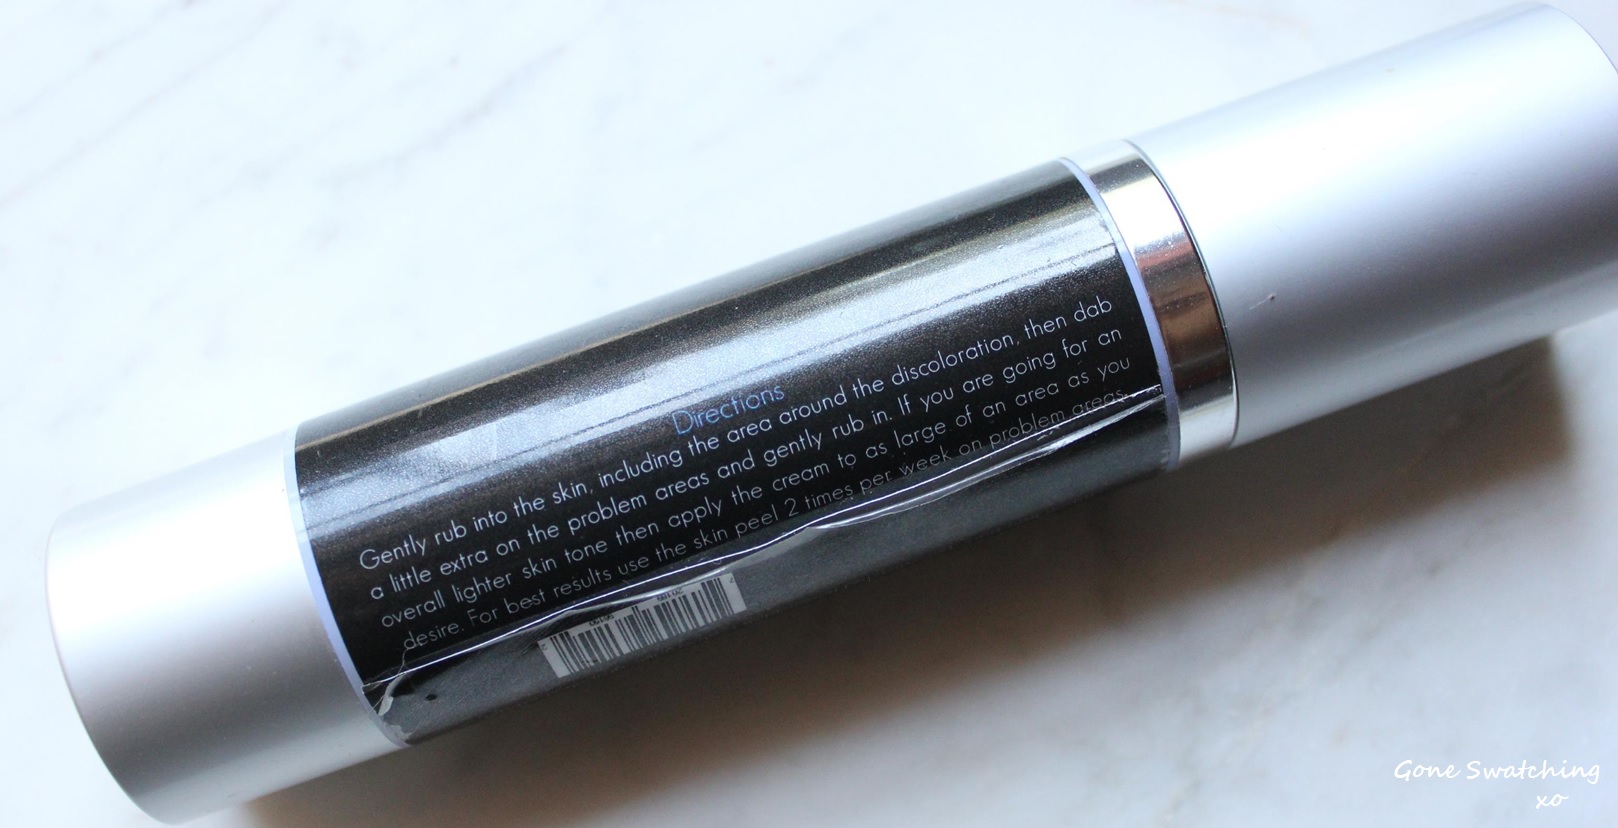 Directions
Gently rub into the skin, including the area around the discoloration, then dab
a little extra on the problem areas and gently rub in. If you are going for an
overall lighter skin tone then apply the cream to as large of an area as you
desire. For best results use the skin peel 2 times per week on problem areas.
Gone Swatching
xo